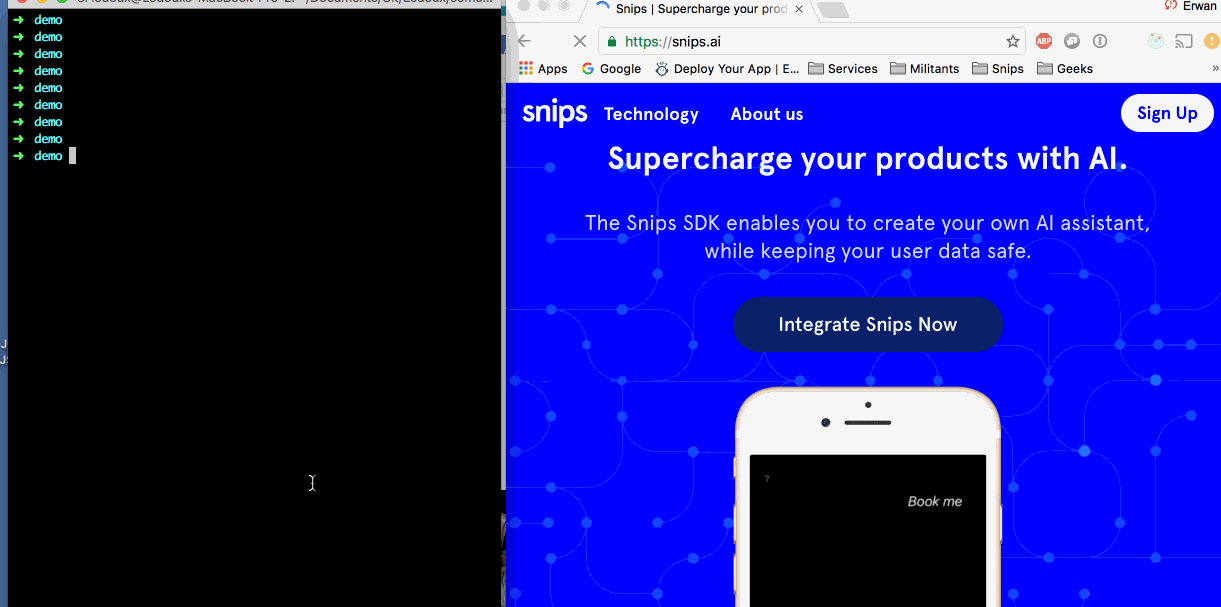 ➜ demo
➜ demo
➜ demo
➜ demo
➜ demo
➜ demo
➜ demo
➜ demo
➜ demo
Snips | Supercharge your prod
Erwan
https://snips.ai
ABP
Apps Google Deploy Your App | E... Services Militants Snips Geeks »
snips Technology About us Sign Up
Supercharge your products with AI.
The Snips SDK enables you to create your own AI assistant,
while keeping your user data safe.
Integrate Snips Now
?
Book me